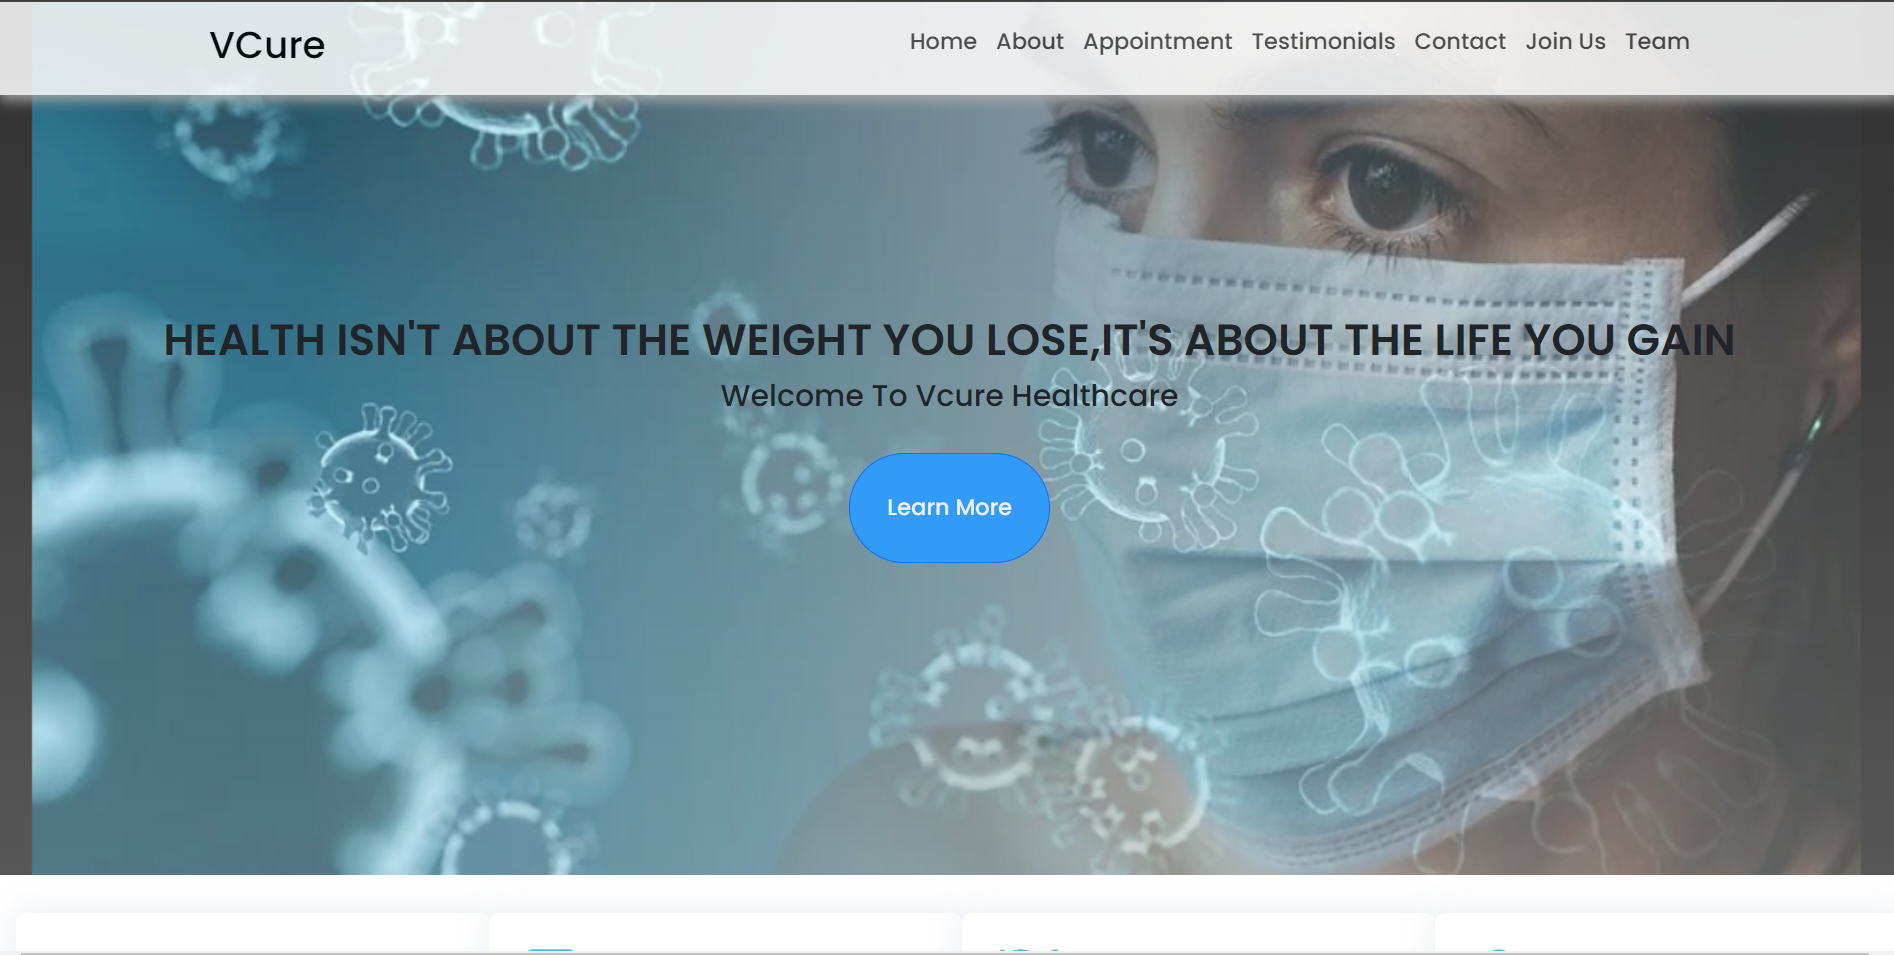 VCure
Home About Appointment Testimonials Contact Join Us Team
HEALTH ISN'T ABOUT THE WEIGHT YOU LOSE,IT'S ABOUT THE LIFE YOU GAIN
Welcome To Vcure Healthcare
Learn More